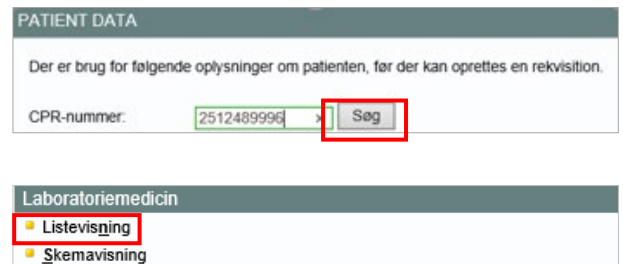 PATIENT DATA
Der er brug for følgende oplysninger om patienten, før der kan oprettes en rekvisition.
CPR-nummer: 2512489996 × Søg
Laboratoriemedicin
Listevisning
Skemavisning